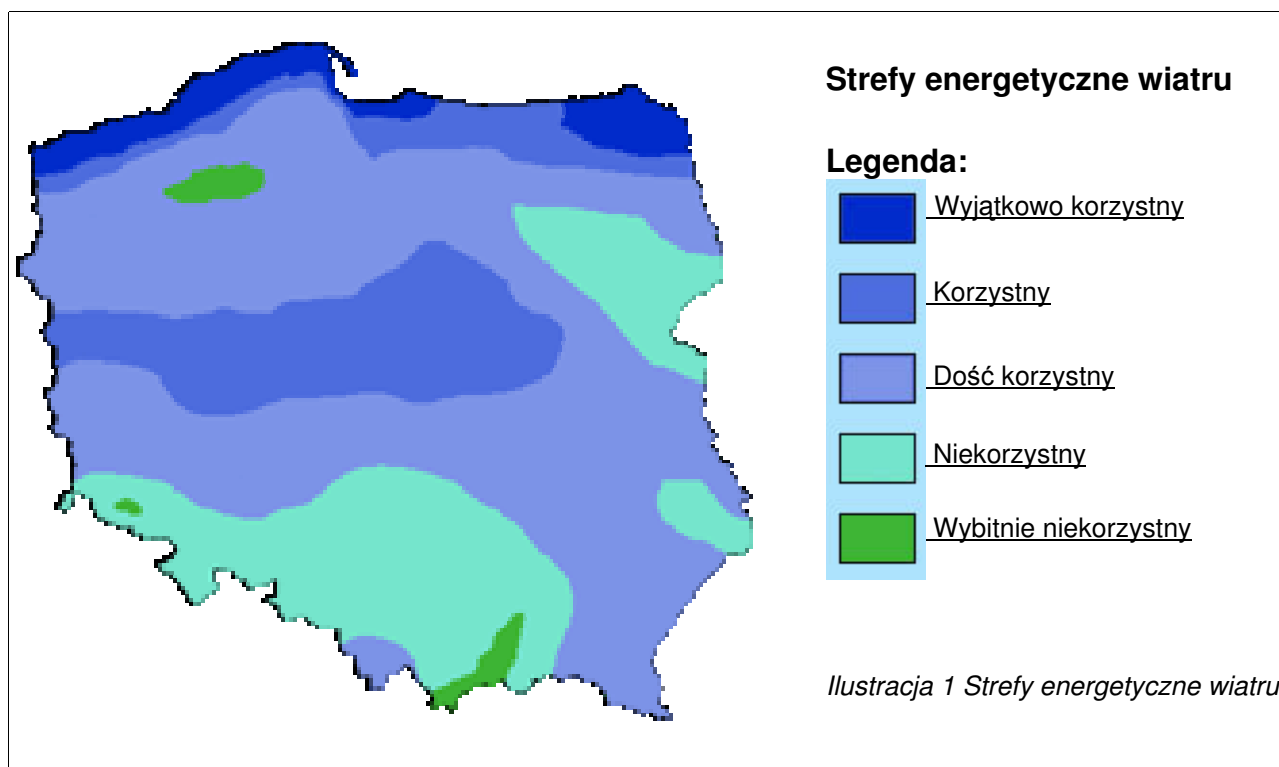 Strefy energetyczne wiatru
Legenda:
Wyjątkowo korzystny
Korzystny
Dość korzystny
Niekorzystny
Wybitnie niekorzystny
Ilustracja 1 Strefy energetyczne wiatru